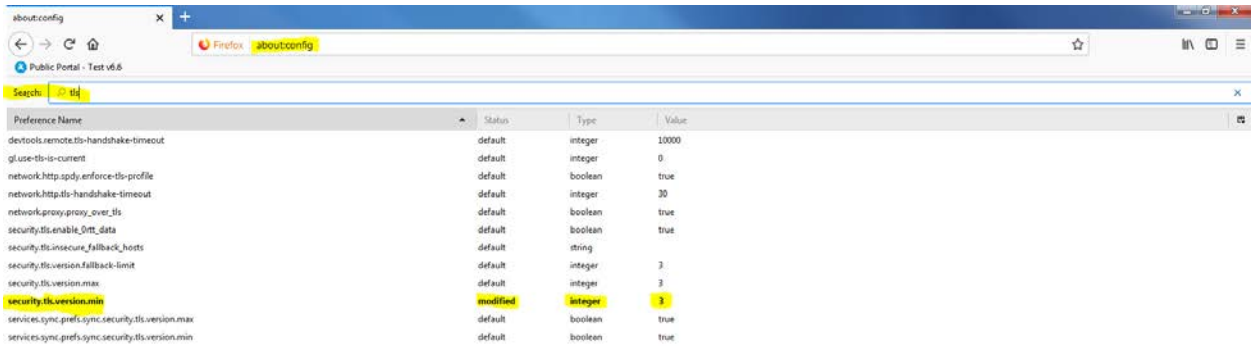 about:config
Firefox about:config
Public Portal - Test v6.6
Search: tls
Preference Name Status Type Value
devtools.remote.tls-handshake-timeout default integer 10000
gl.use-tls-is-current default integer 0
network.http.spdy.enforce-tls-profile default boolean true
network.http.tls-handshake-timeout default integer 30
network.proxy.proxy_over_tls default boolean true
security.tls.enable_0rtt_data default boolean true
security.tls.insecure_fallback_hosts default string
security.tls.version.fallback-limit default integer 3
security.tls.version.max default integer 3
security.tls.version.min modified integer 3
services.sync.prefs.sync.security.tls.version.max default boolean true
services.sync.prefs.sync.security.tls.version.min default boolean true